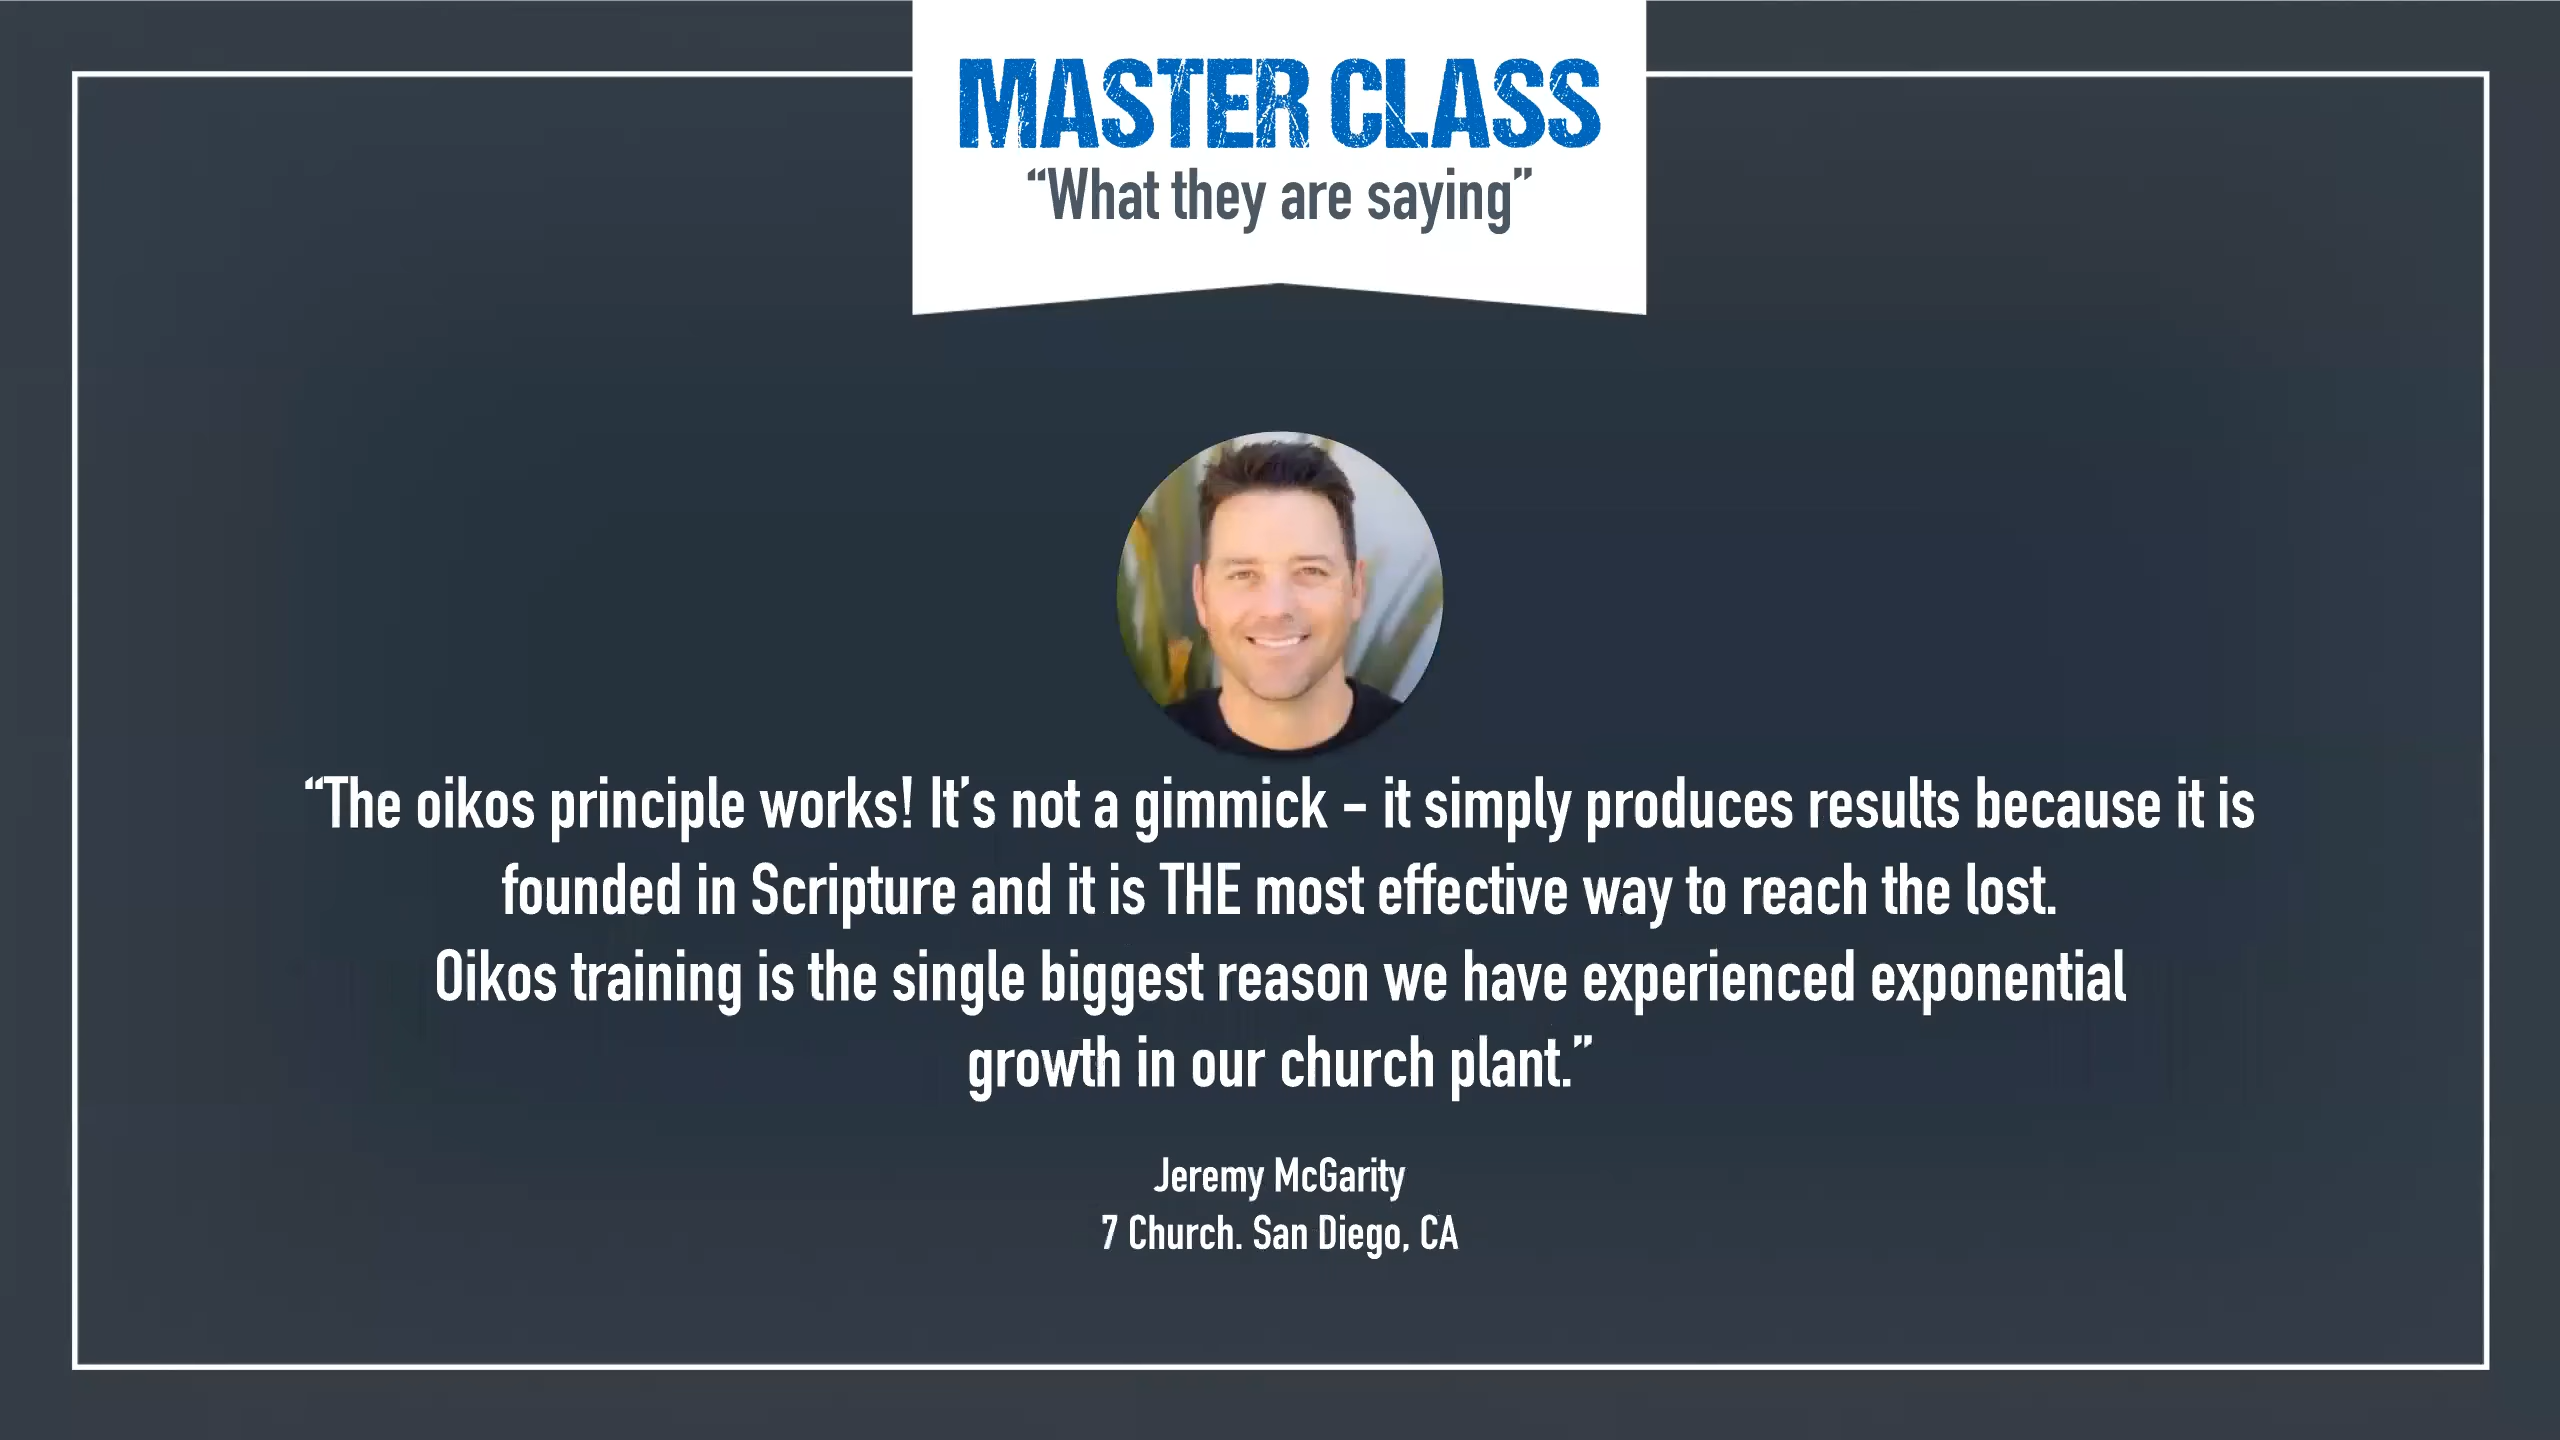 MASTER CLASS
“What they are saying”
“The oikos principle works! It’s not a gimmick – it simply produces results because it is
founded in Scripture and it is THE most effective way to reach the lost.
Oikos training is the single biggest reason we have experienced exponential
growth in our church plant.”
Jeremy McGarity
7 Church. San Diego, CA